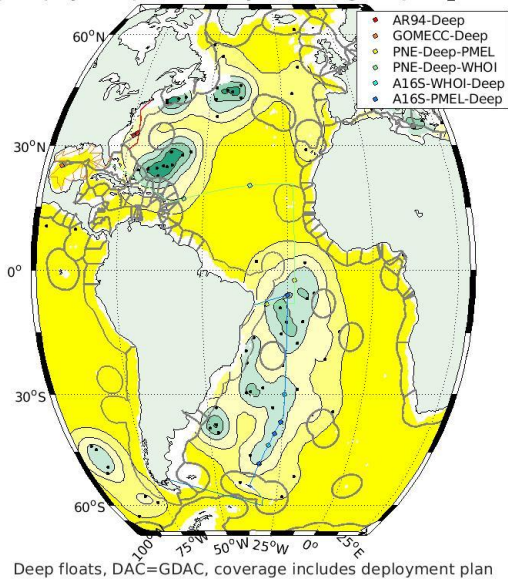 AR94-Deep
GOMECC-Deep
PNE-Deep-PMEL
PNE-Deep-WHOI
A16S-WHOI-Deep
A16S-PMEL-Deep
60°N
30°N
0°
30°S
60°S
100°W
75°W
50°W
25°W
0°
25°E
Deep floats, DAC=GDAC, coverage includes deployment plan